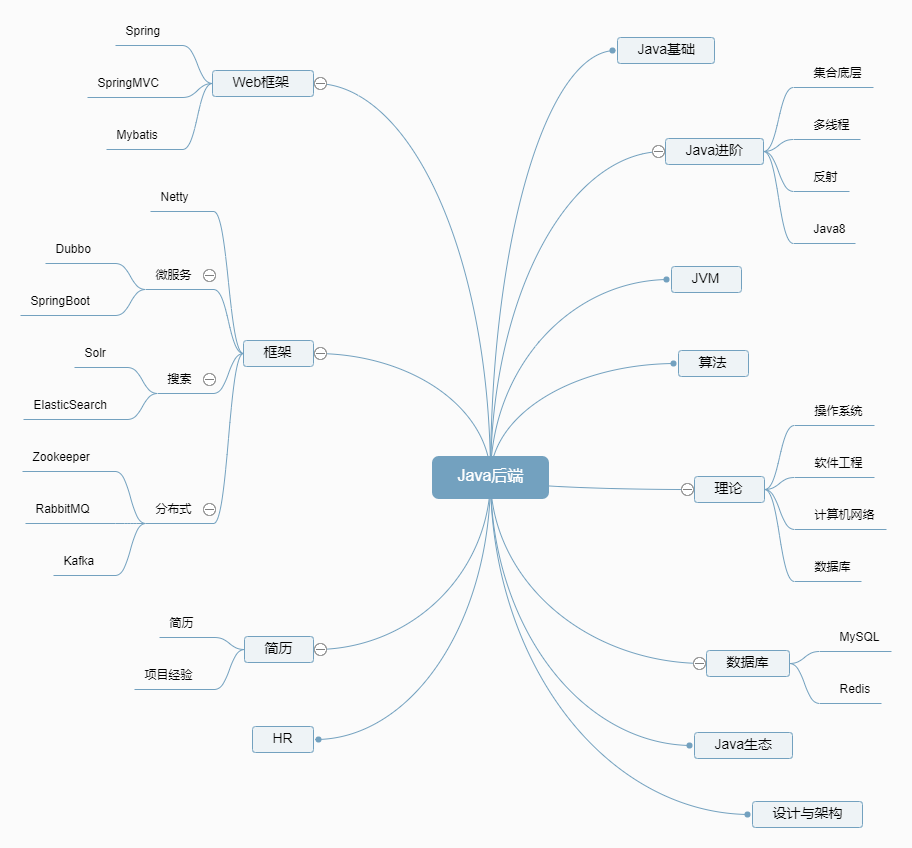 Java后端
Java基础
Java进阶
集合底层
多线程
反射
Java8
JVM
算法
理论
操作系统
软件工程
计算机网络
数据库
数据库
MySQL
Redis
Java生态
设计与架构
Web框架
Spring
SpringMVC
Mybatis
框架
Netty
微服务
Dubbo
SpringBoot
搜索
Solr
ElasticSearch
分布式
Zookeeper
RabbitMQ
Kafka
简历
简历
项目经验
HR